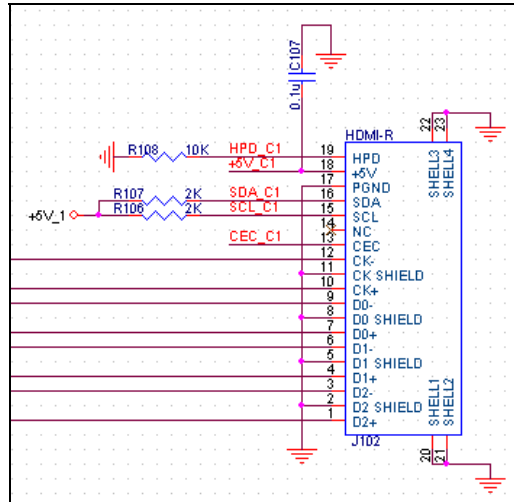 C107
0.1u
HDMI-R
22
23
R108 10K HPD_C1 19 HPD
+5V_C1 18 +5V
17 PGND
R107 2K SDA_C1 16 SDA
R106 2K SCL_C1 15 SCL
+5V_1
14 NC
CEC_C1 13 CEC
12 CK-
11 CK SHIELD
10 CK+
9 D0-
8 D0 SHIELD
7 D0+
6 D1-
5 D1 SHIELD
4 D1+
3 D2-
2 D2 SHIELD
1 D2+
SHELL3
SHELL4
SHELL1
SHELL2
J102
20
21